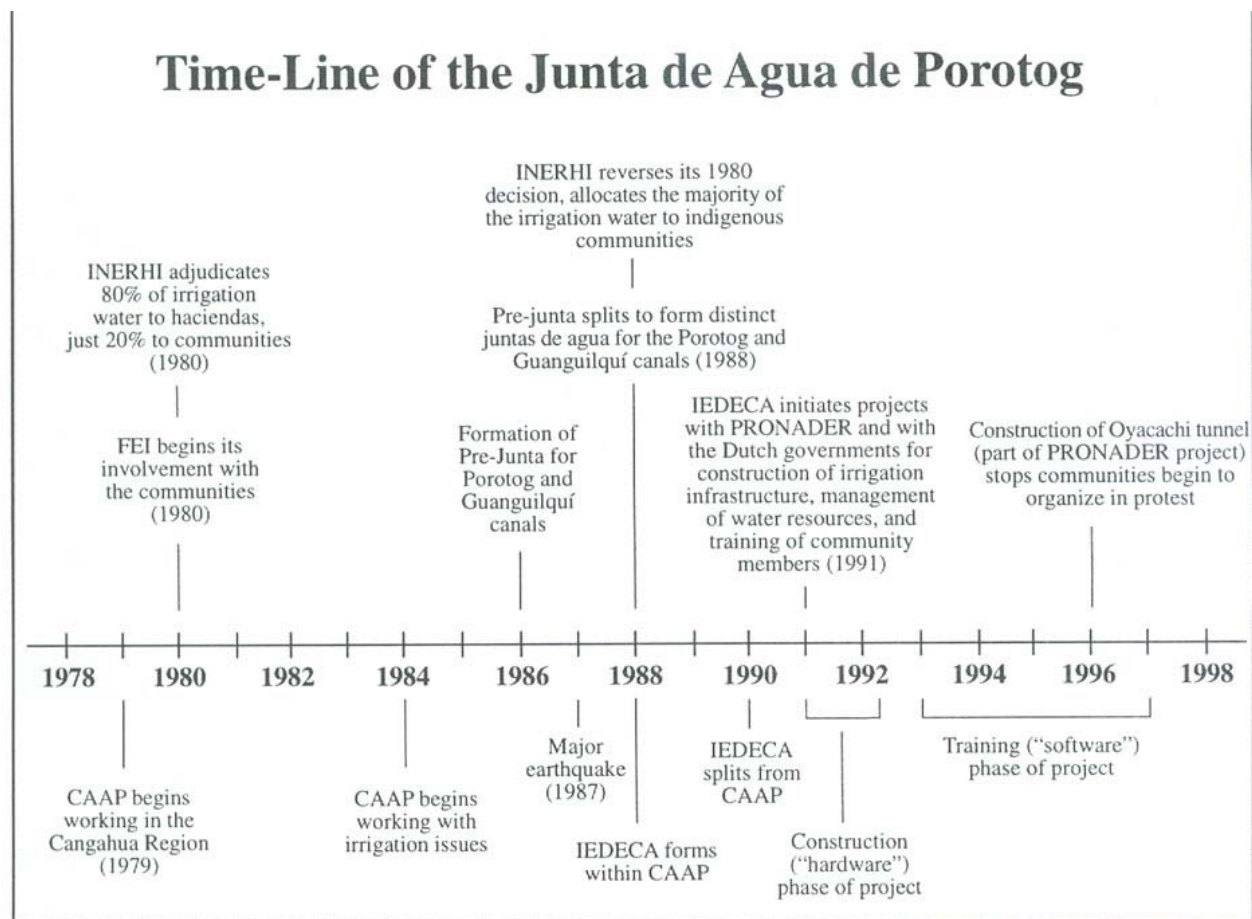 Time-Line of the Junta de Agua de Porotog
INERHI reverses its 1980
decision, allocates the majority of
the irrigation water to indigenous
communities
INERHI adjudicates
80% of irrigation
water to haciendas,
just 20% to communities
(1980)
Pre-junta splits to form distinct
juntas de agua for the Porotog and
Guanguilquí canals (1988)
FEI begins its
involvement with
the communities
(1980)
Formation of
Pre-Junta for
Porotog and
Guanguilquí
canals
IEDECA initiates projects
with PRONADER and with
the Dutch governments for
construction of irrigation
infrastructure, management
of water resources, and
training of community
members (1991)
Construction of Oyacachi tunnel
(part of PRONADER project)
stops communities begin to
organize in protest
1978 1980 1982 1984 1986 1988 1990 1992 1994 1996 1998
CAAP begins
working in the
Cangahua Region
(1979)
CAAP begins
working with
irrigation issues
Major
earthquake
(1987)
IEDECA forms
within CAAP
IEDECA
splits from
CAAP
Construction
("hardware")
phase of project
Training ("software")
phase of project